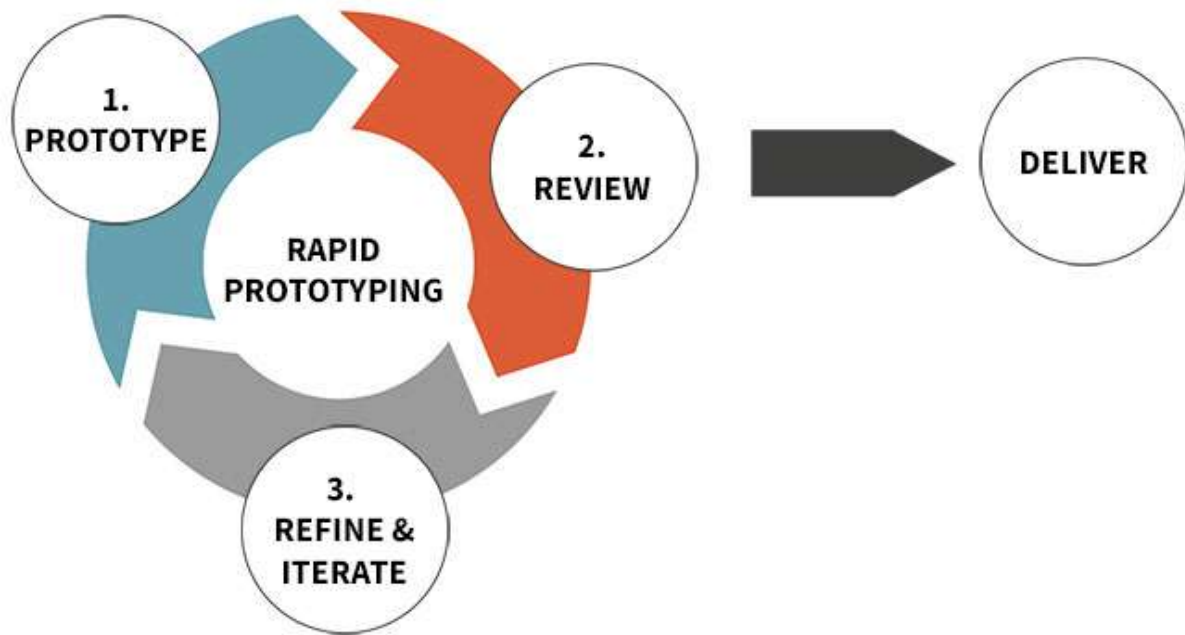 1.
PROTOTYPE
2.
REVIEW
DELIVER
RAPID
PROTOTYPING
3.
REFINE &
ITERATE